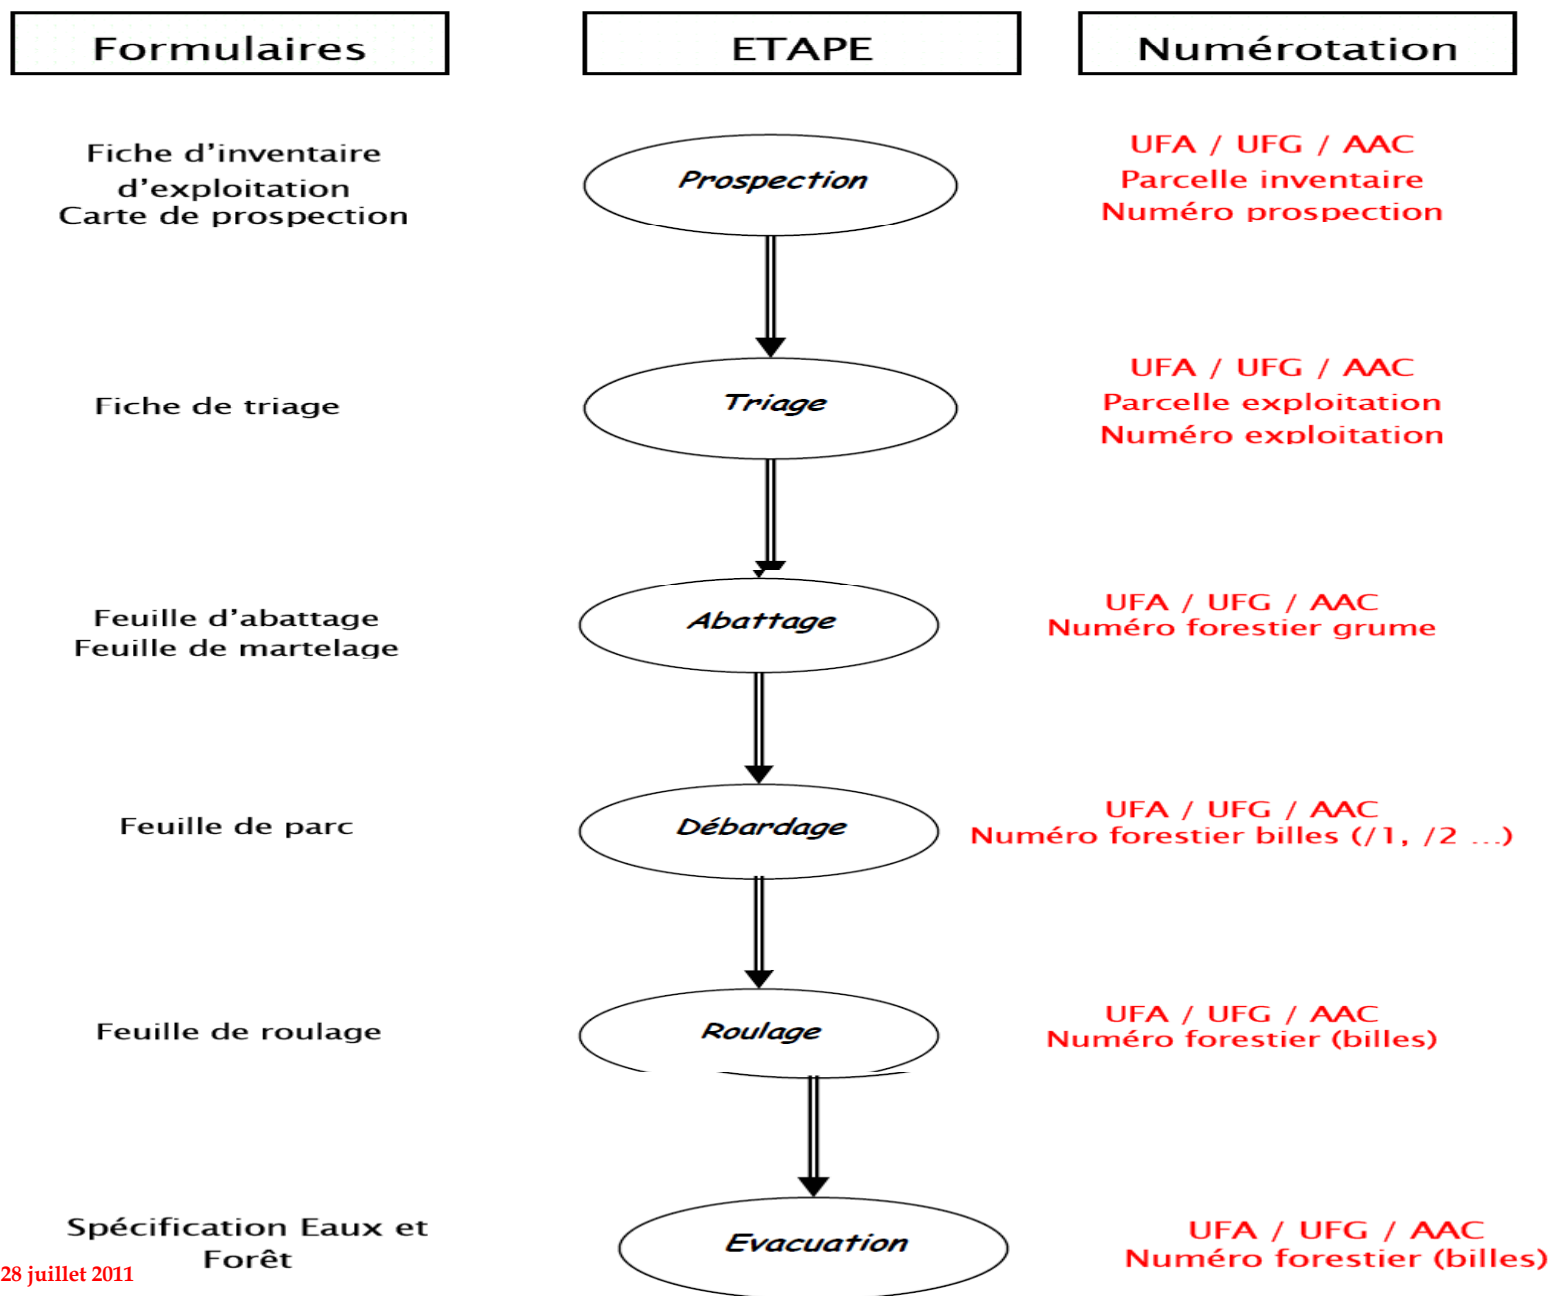 Formulaires
ETAPE
Numérotation
Fiche d'inventaire
d'exploitation
Carte de prospection
Prospection
UFA / UFG / AAC
Parcelle inventaire
Numéro prospection
Fiche de triage
Triage
UFA / UFG / AAC
Parcelle exploitation
Numéro exploitation
Feuille d'abattage
Feuille de martelage
Abattage
UFA / UFG / AAC
Numéro forestier grume
Feuille de parc
Débardage
UFA / UFG / AAC
Numéro forestier billes (/1, /2 ...)
Feuille de roulage
Roulage
UFA / UFG / AAC
Numéro forestier (billes)
Spécification Eaux et
Forêt
Evacuation
UFA / UFG / AAC
Numéro forestier (billes)
28 juillet 2011